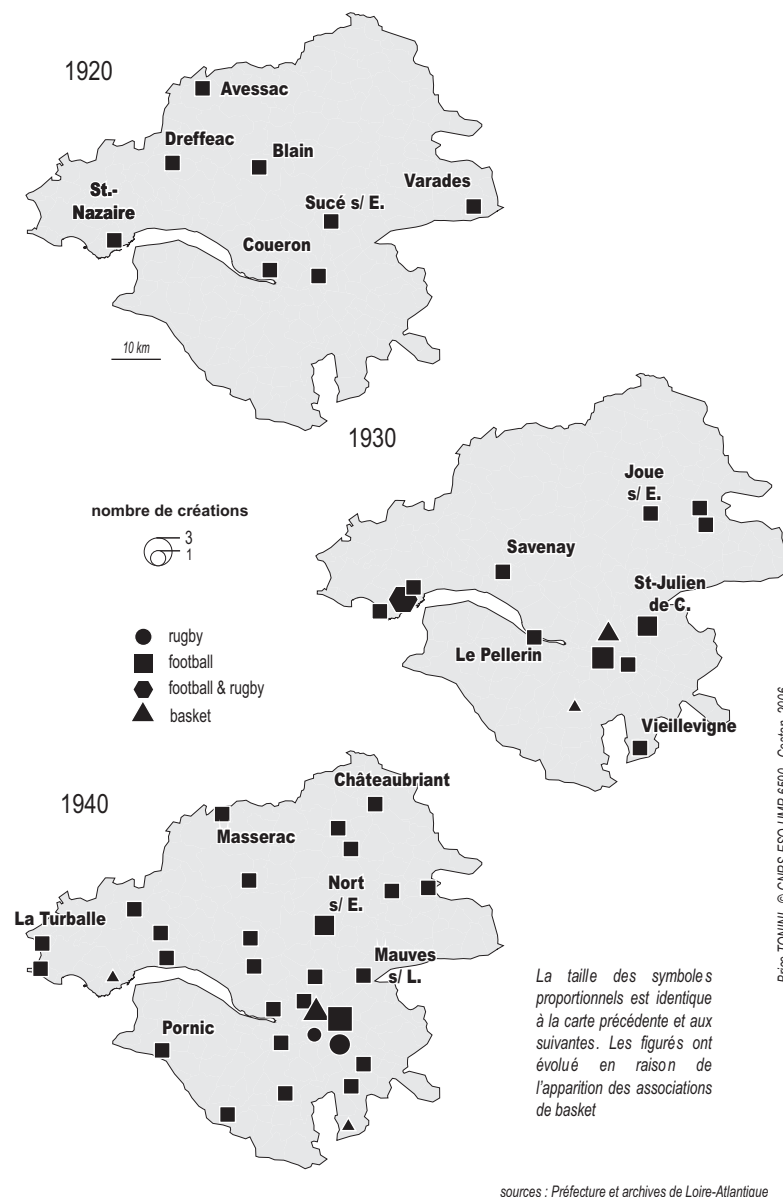 1920
Avessac
Dreffeac
Blain
St.-
Nazaire
Varades
Sucé s/ E.
Coueron
10 km
1930
nombre de créations
3
1
rugby
football
football & rugby
basket
Joue
s/ E.
Savenay
St-Julien
de C.
Le Pellerin
Vieillevigne
1940
Châteaubriant
Masserac
Nort
s/ E.
La Turballe
Mauves
s/ L.
Pornic
La taille des symboles
proportionnels est identique
à la carte précédente et aux
suivantes. Les figurés ont
évolué en raison de
l'apparition des associations
de basket
sources : Préfecture et archives de Loire-Atlantique